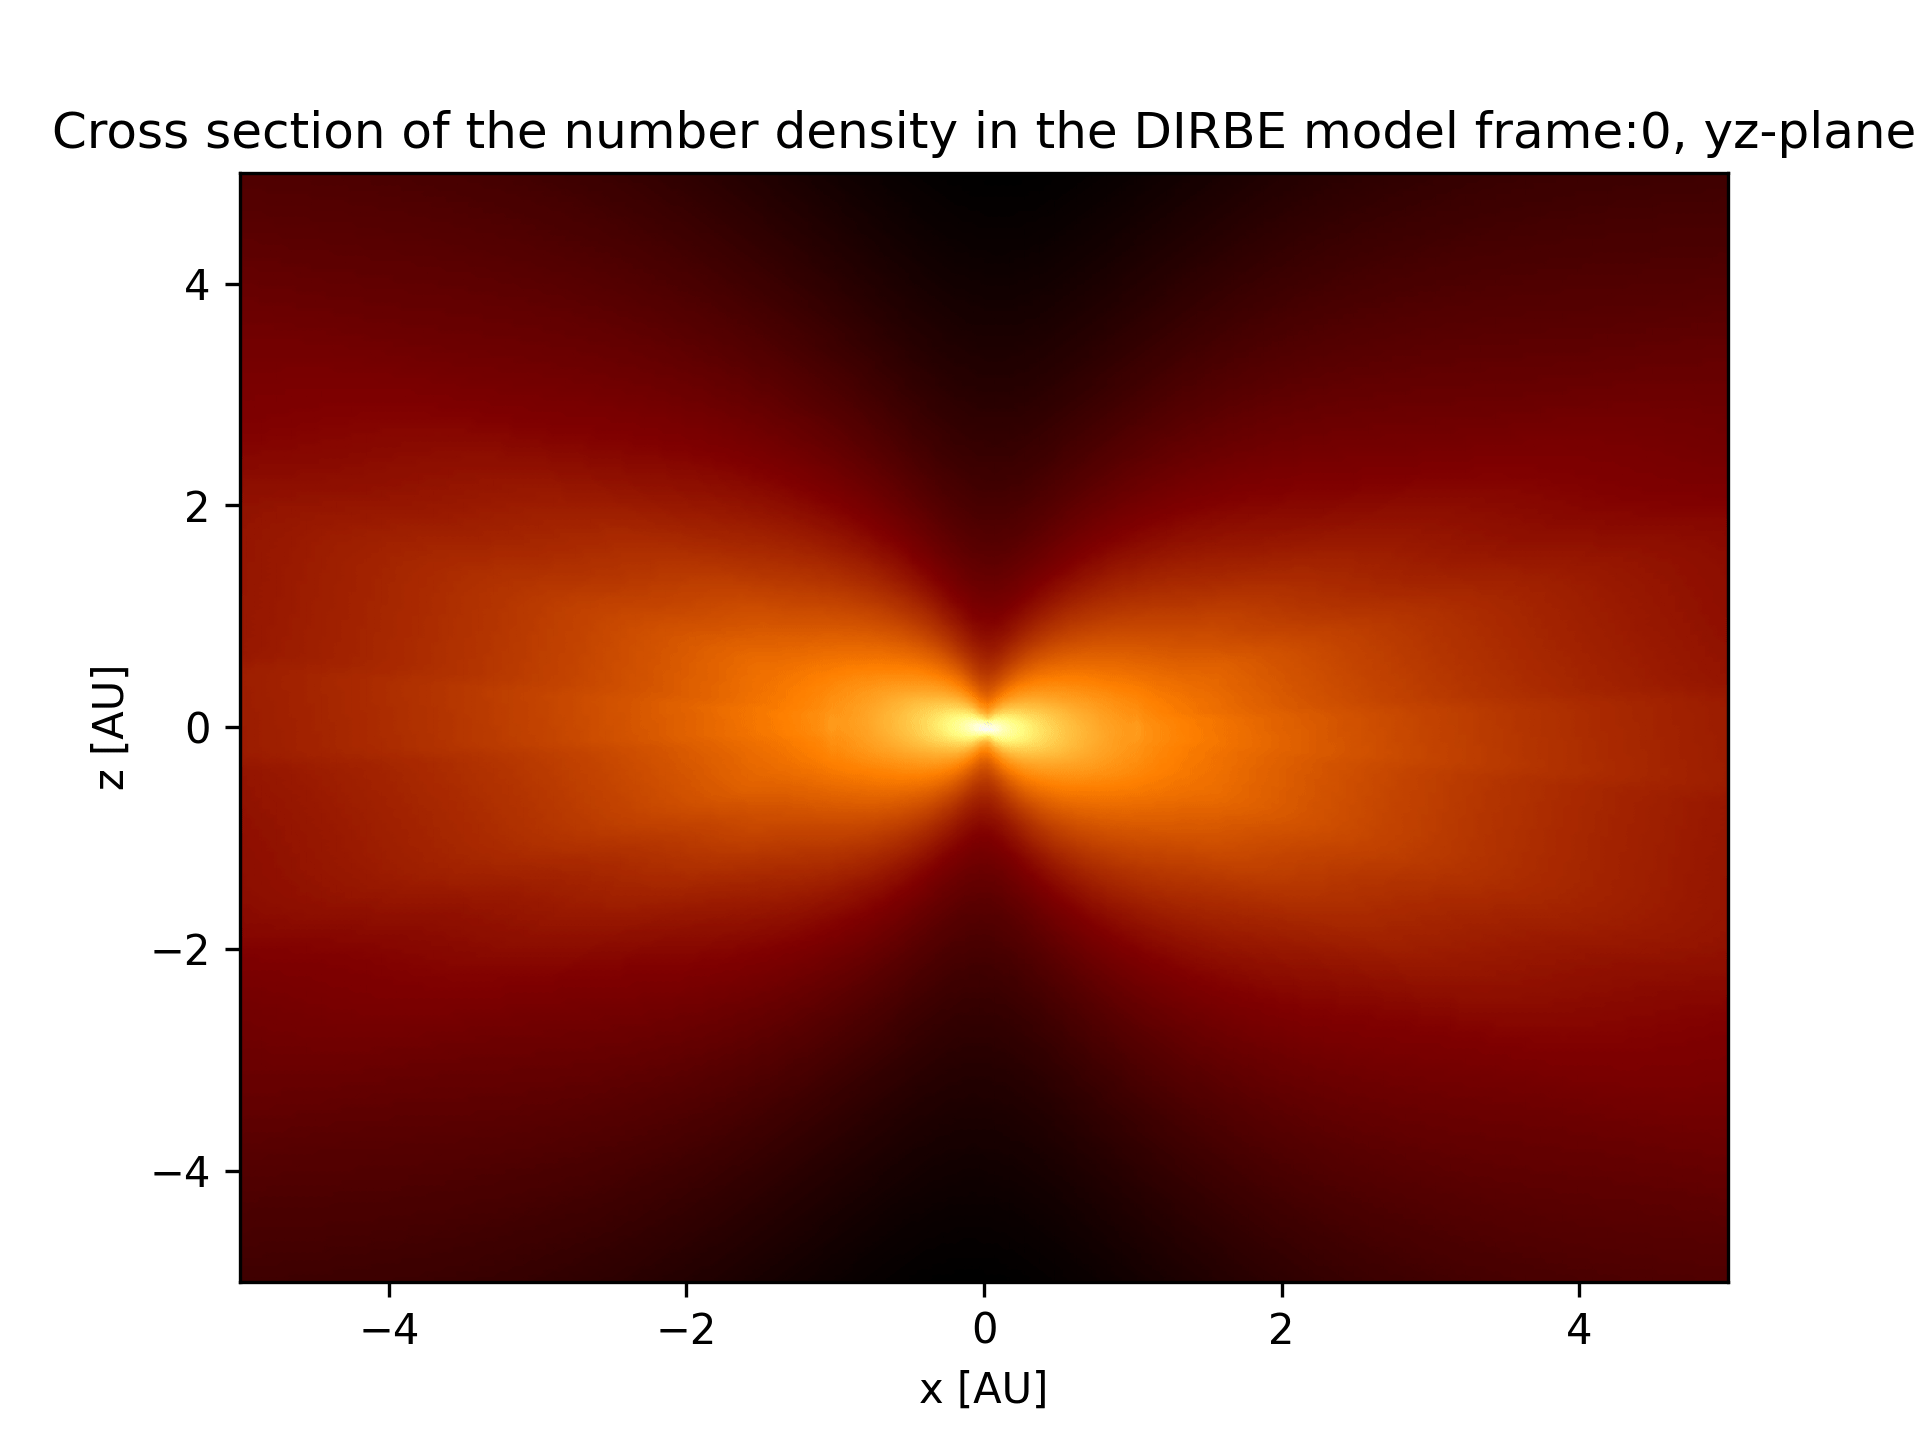 Cross section of the number density in the DIRBE model frame:0, yz-plane
4
2
0
−2
−4
z [AU]
−4 −2 0 2 4
x [AU]